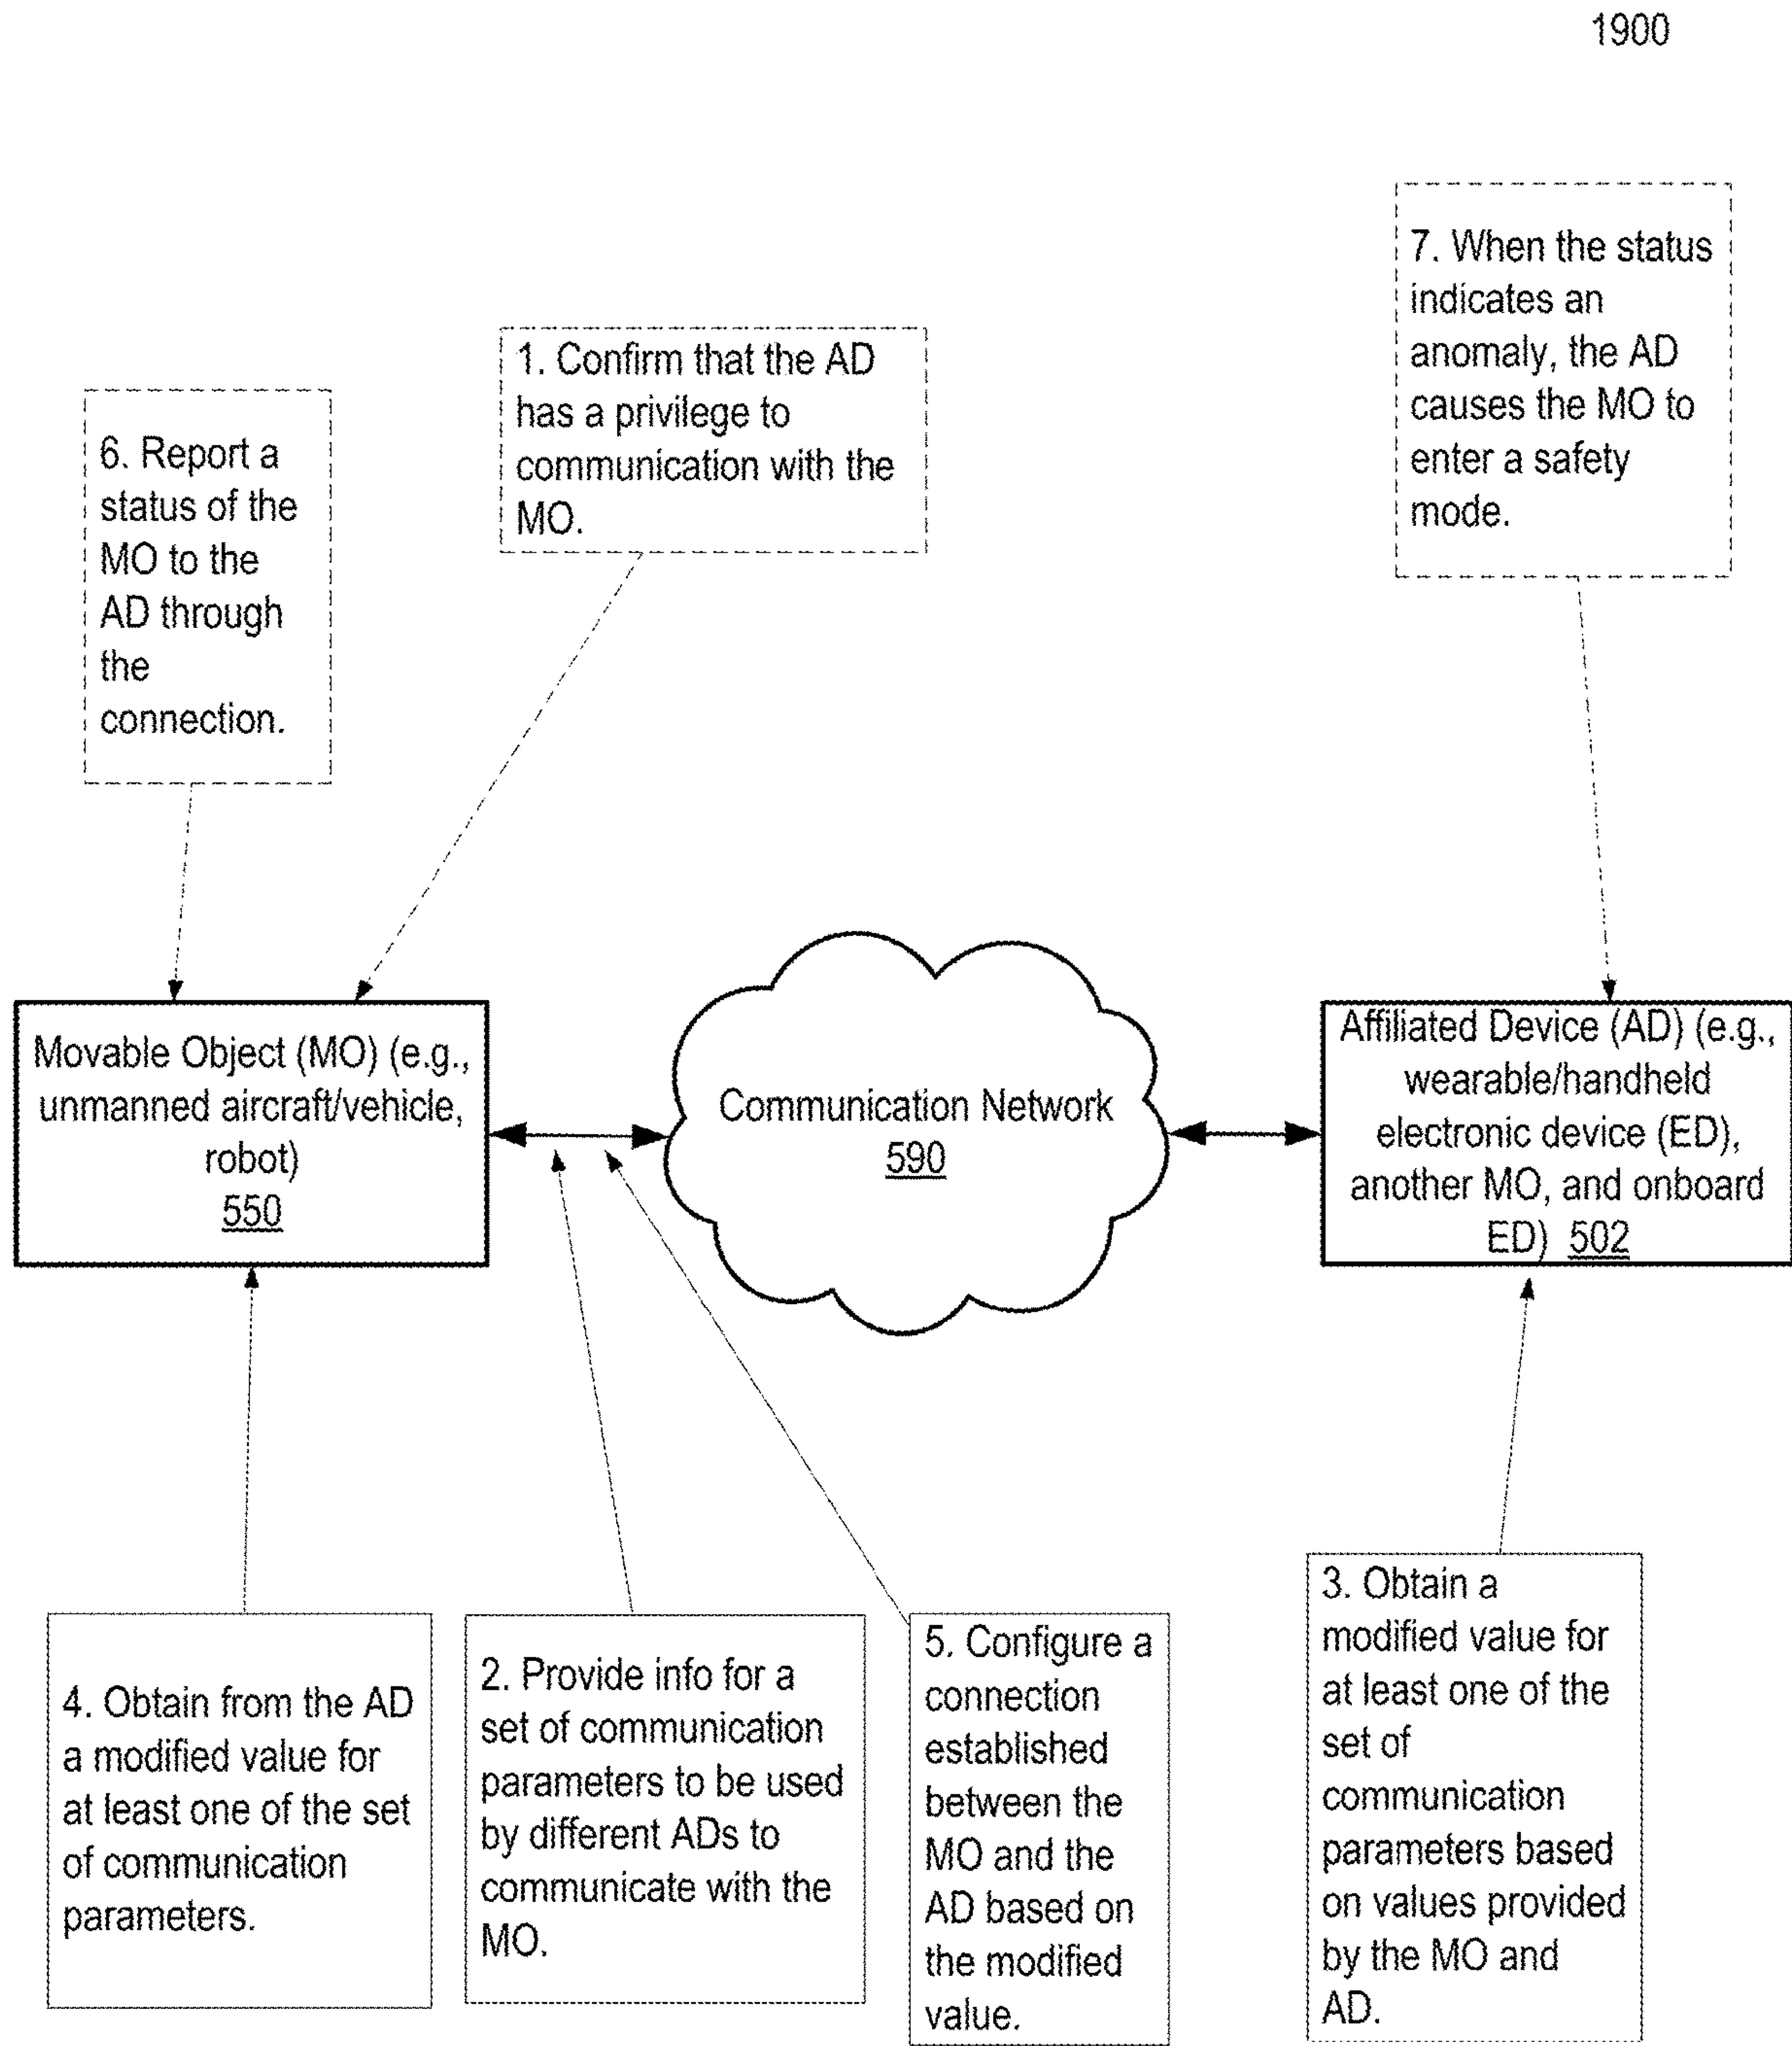 1900
7. When the status
indicates an
anomaly, the AD
causes the MO to
enter a safety
mode.
1. Confirm that the AD
has a privilege to
communication with the
MO.
6. Report a
status of the
MO to the
AD through
the
connection.
Movable Object (MO) (e.g.,
unmanned aircraft/vehicle,
robot)
550
Communication Network
590
Affiliated Device (AD) (e.g.,
wearable/handheld
electronic device (ED),
another MO, and onboard
ED) 502
4. Obtain from the AD
a modified value for
at least one of the set
of communication
parameters.
2. Provide info for a
set of communication
parameters to be used
by different ADs to
communicate with the
MO.
5. Configure a
connection
established
between the
MO and the
AD based on
the modified
value.
3. Obtain a
modified value for
at least one of the
set of
communication
parameters based
on values provided
by the MO and
AD.